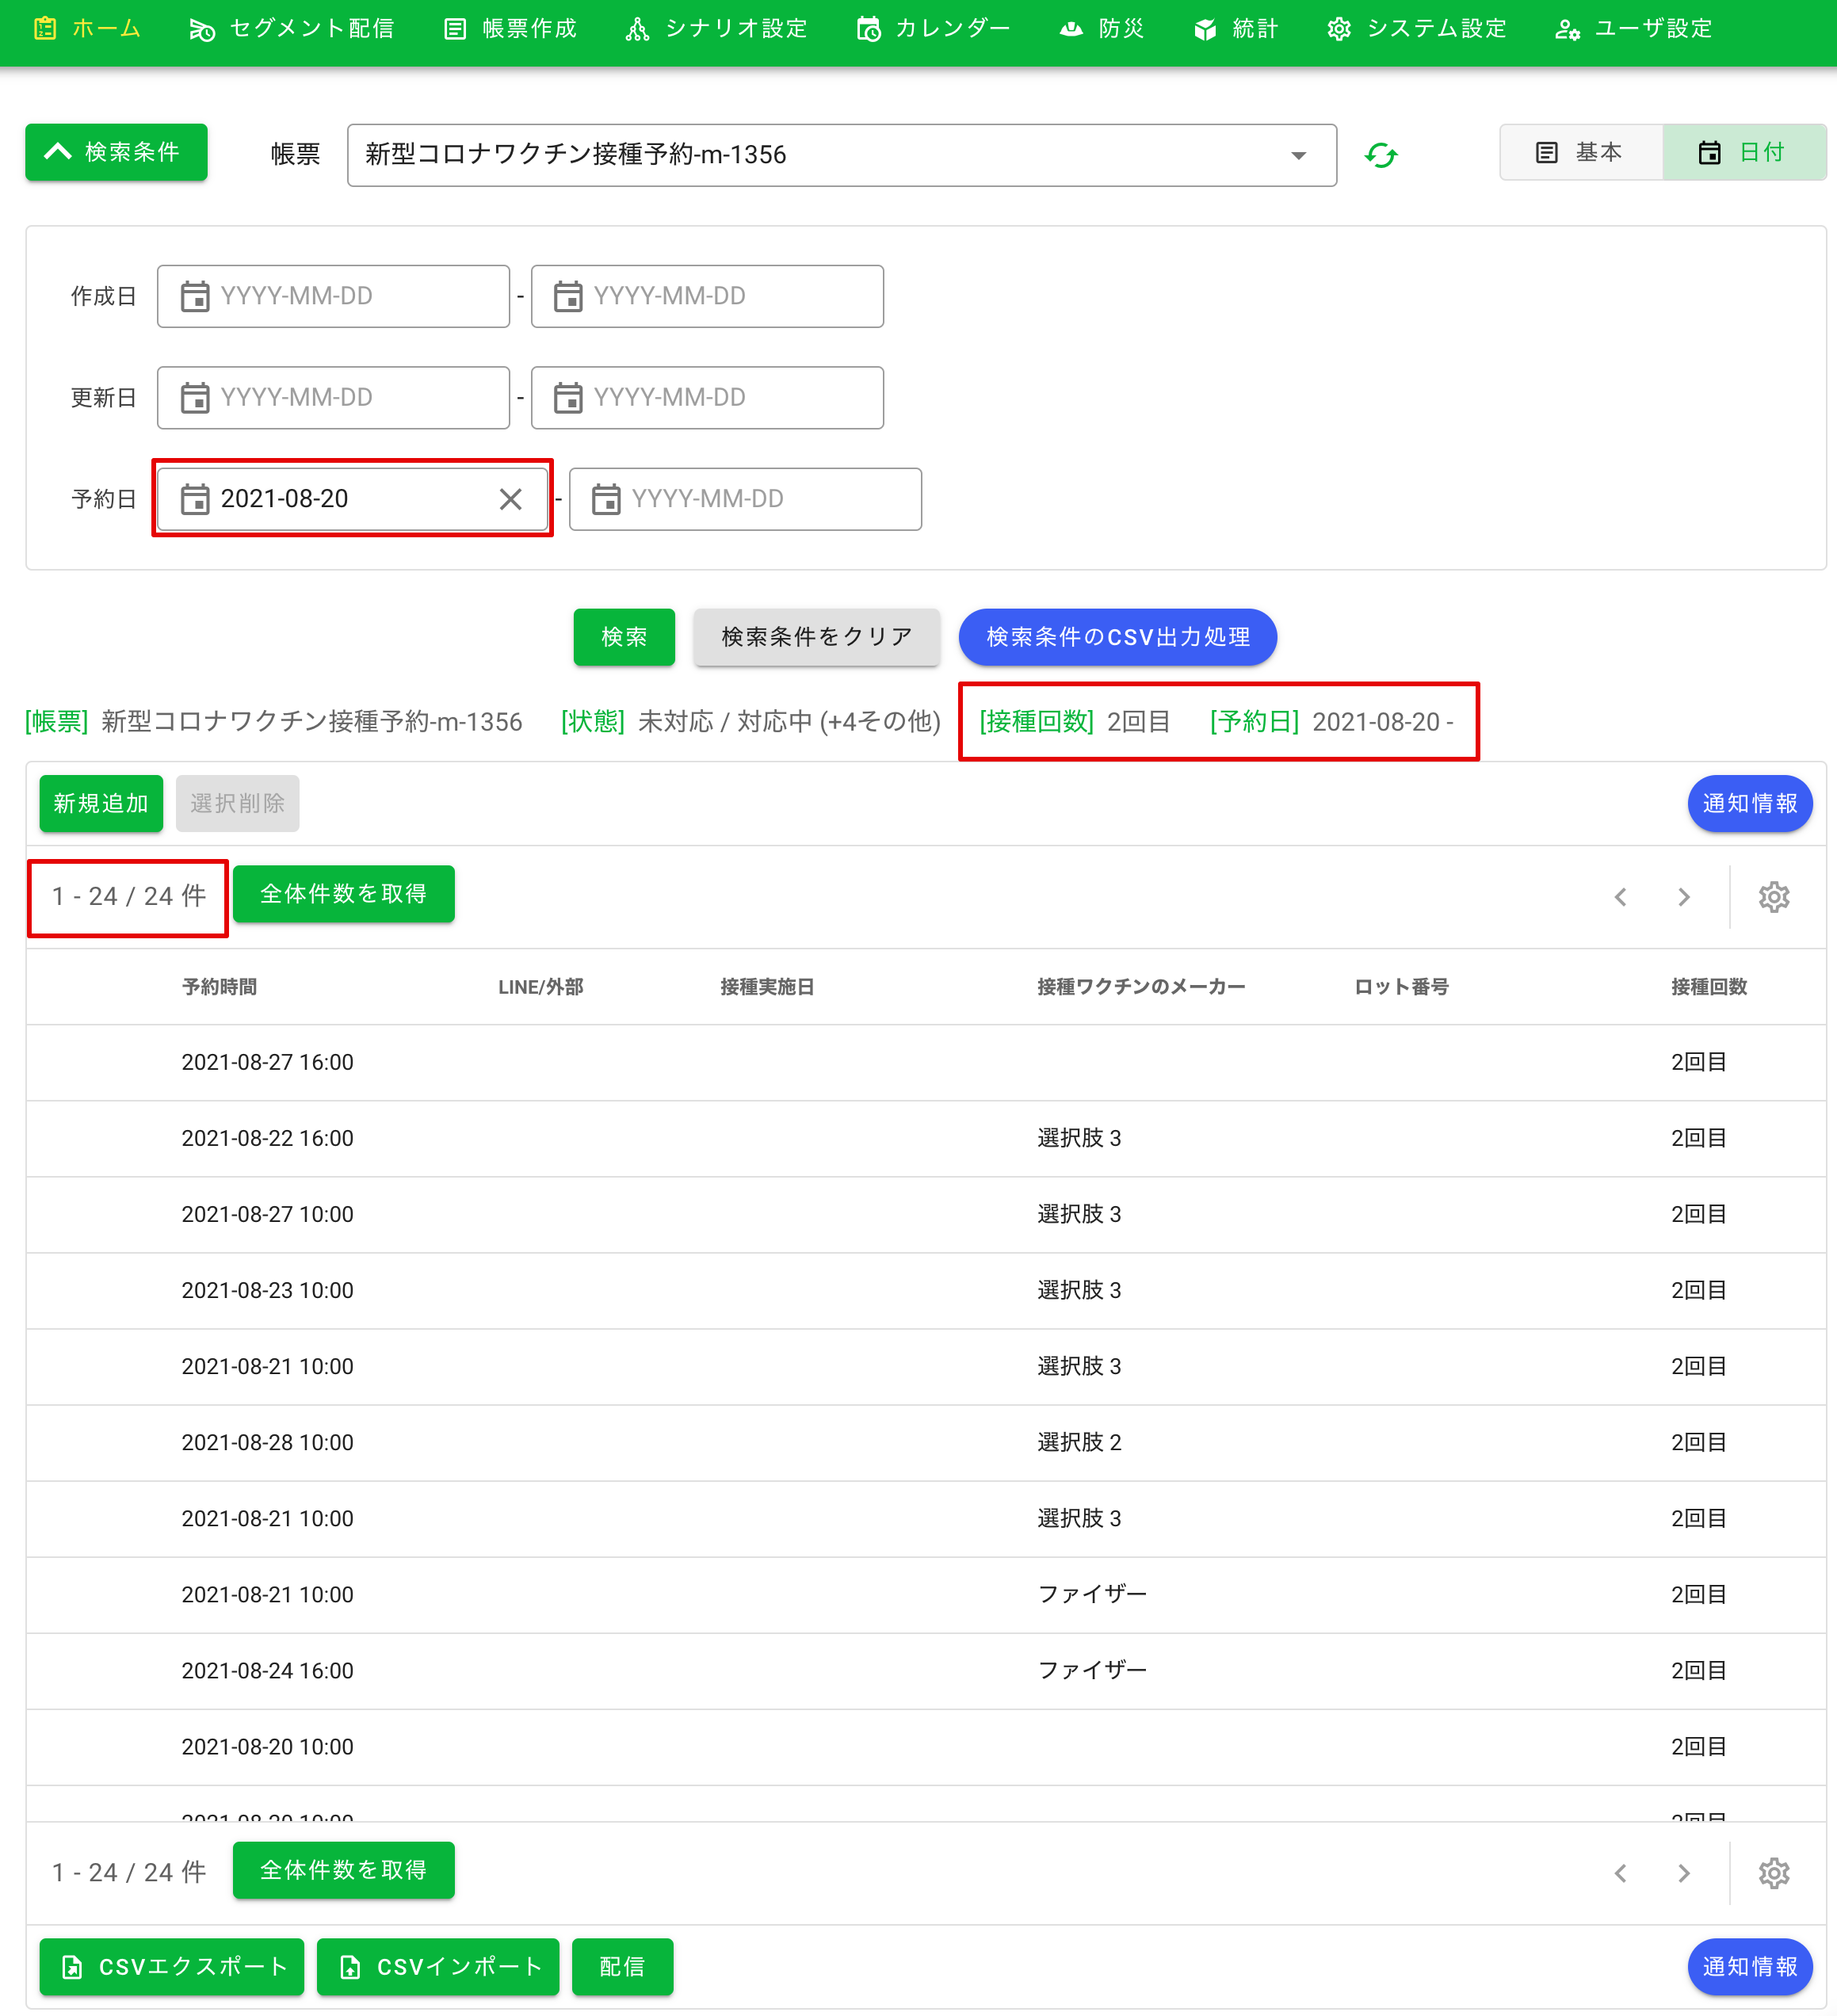 ホーム セグメント配信 帳票作成 シナリオ設定 カレンダー 防災 統計 システム設定 ユーザ設定
検索条件 帳票 新型コロナワクチン接種予約-m-1356 基本 日付
作成日 YYYY-MM-DD - YYYY-MM-DD
更新日 YYYY-MM-DD - YYYY-MM-DD
予約日 2021-08-20 - YYYY-MM-DD
検索 検索条件をクリア 検索条件のCSV出力処理
[帳票] 新型コロナワクチン接種予約-m-1356 [状態] 未対応 / 対応中 (+4その他) [接種回数] 2回目 [予約日] 2021-08-20 -
新規追加 選択削除 通知情報
1 - 24 / 24 件 全体件数を取得
予約時間 LINE/外部 接種実施日 接種ワクチンのメーカー ロット番号 接種回数
2021-08-27 16:00 2回目
2021-08-22 16:00 選択肢 3 2回目
2021-08-27 10:00 選択肢 3 2回目
2021-08-23 10:00 選択肢 3 2回目
2021-08-21 10:00 選択肢 3 2回目
2021-08-28 10:00 選択肢 2 2回目
2021-08-21 10:00 選択肢 3 2回目
2021-08-21 10:00 ファイザー 2回目
2021-08-24 16:00 ファイザー 2回目
2021-08-20 10:00 2回目
1 - 24 / 24 件 全体件数を取得
CSVエクスポート CSVインポート 配信 通知情報